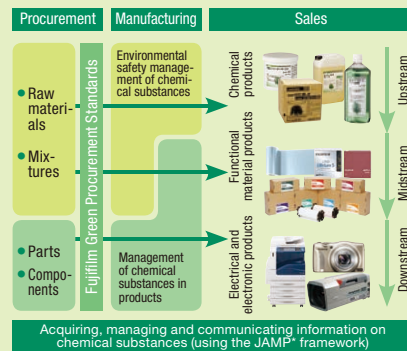 Procurement
Manufacturing
Sales
• Raw
materi-
als
• Mix-
tures
• Parts
• Compo-
nents
Fujifilm Green Procurement Standards
Environmental
safety manage-
ment of chemi-
cal substances
Management
of chemical
substances in
products
Chemical
products
Functional
material products
Electrical and
electronic products
Upstream
Midstream
Downstream
Acquiring, managing and communicating information on
chemical substances (using the JAMP* framework)